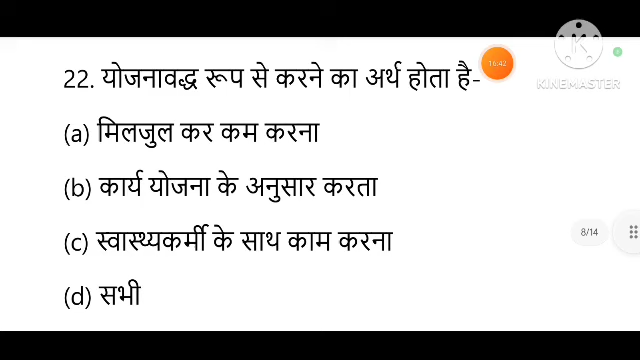 22. योजनावद्ध रूप से करने का अर्थ होता है-
16:42
KINEMASTER
(a) मिलजुल कर कम करना
(b) कार्य योजना के अनुसार करता
(c) स्वास्थ्यकर्मी के साथ काम करना
8/14
(d) सभी